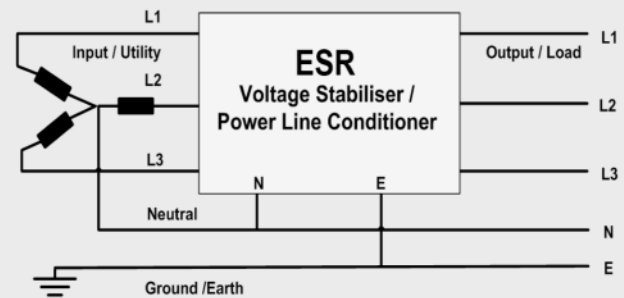 L1
Input / Utility
L2
L3
ESR
Voltage Stabiliser /
Power Line Conditioner
N
E
Output / Load
L1
L2
L3
Neutral
N
Ground /Earth
E